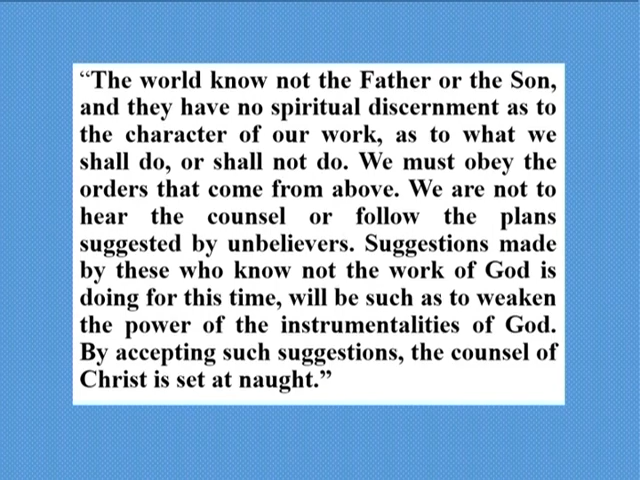 “The world know not the Father or the Son,
and they have no spiritual discernment as to
the character of our work, as to what we
shall do, or shall not do. We must obey the
orders that come from above. We are not to
hear the counsel or follow the plans
suggested by unbelievers. Suggestions made
by these who know not the work of God is
doing for this time, will be such as to weaken
the power of the instrumentalities of God.
By accepting such suggestions, the counsel of
Christ is set at naught.”